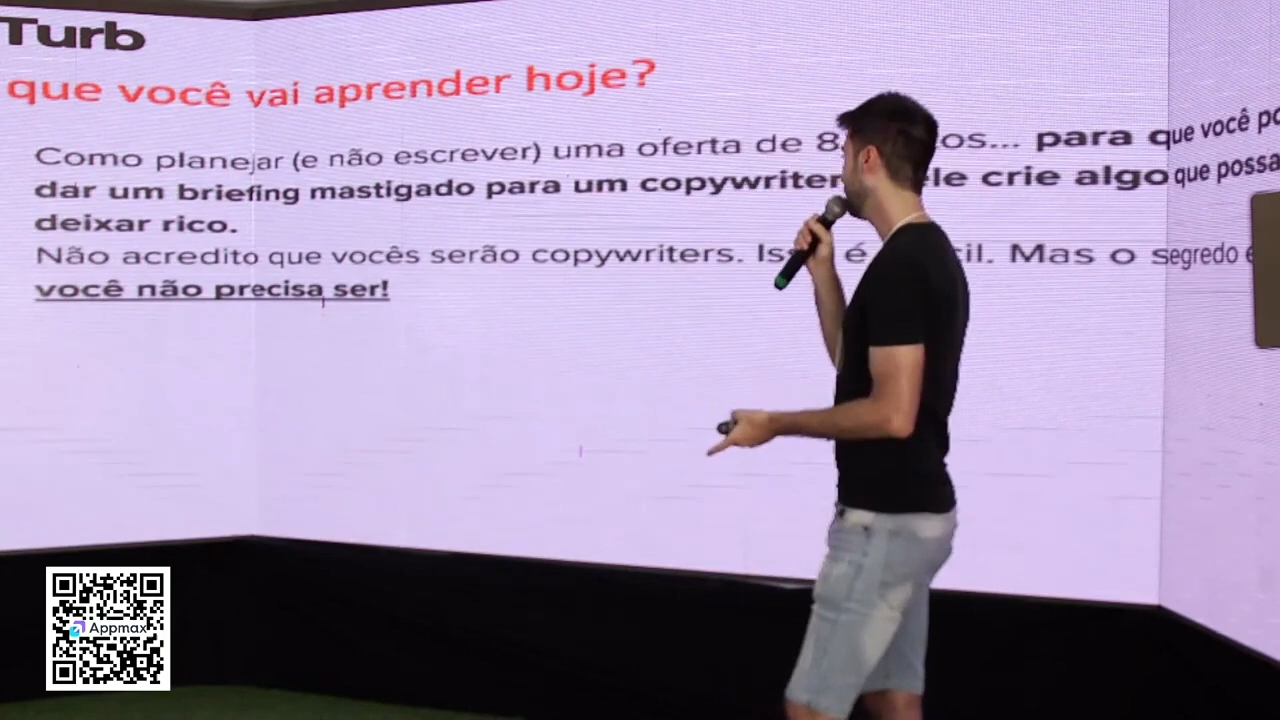 Turb
que você vai aprender hoje?
Como planejar (e não escrever) uma oferta de 8 os... para que você
dar um briefing mastigado para um copywriter le crie algo que possa
deixar rico.
Não acredito que vocês serão copywriters. é Mas o segredo
você não precisa ser!
Appmax